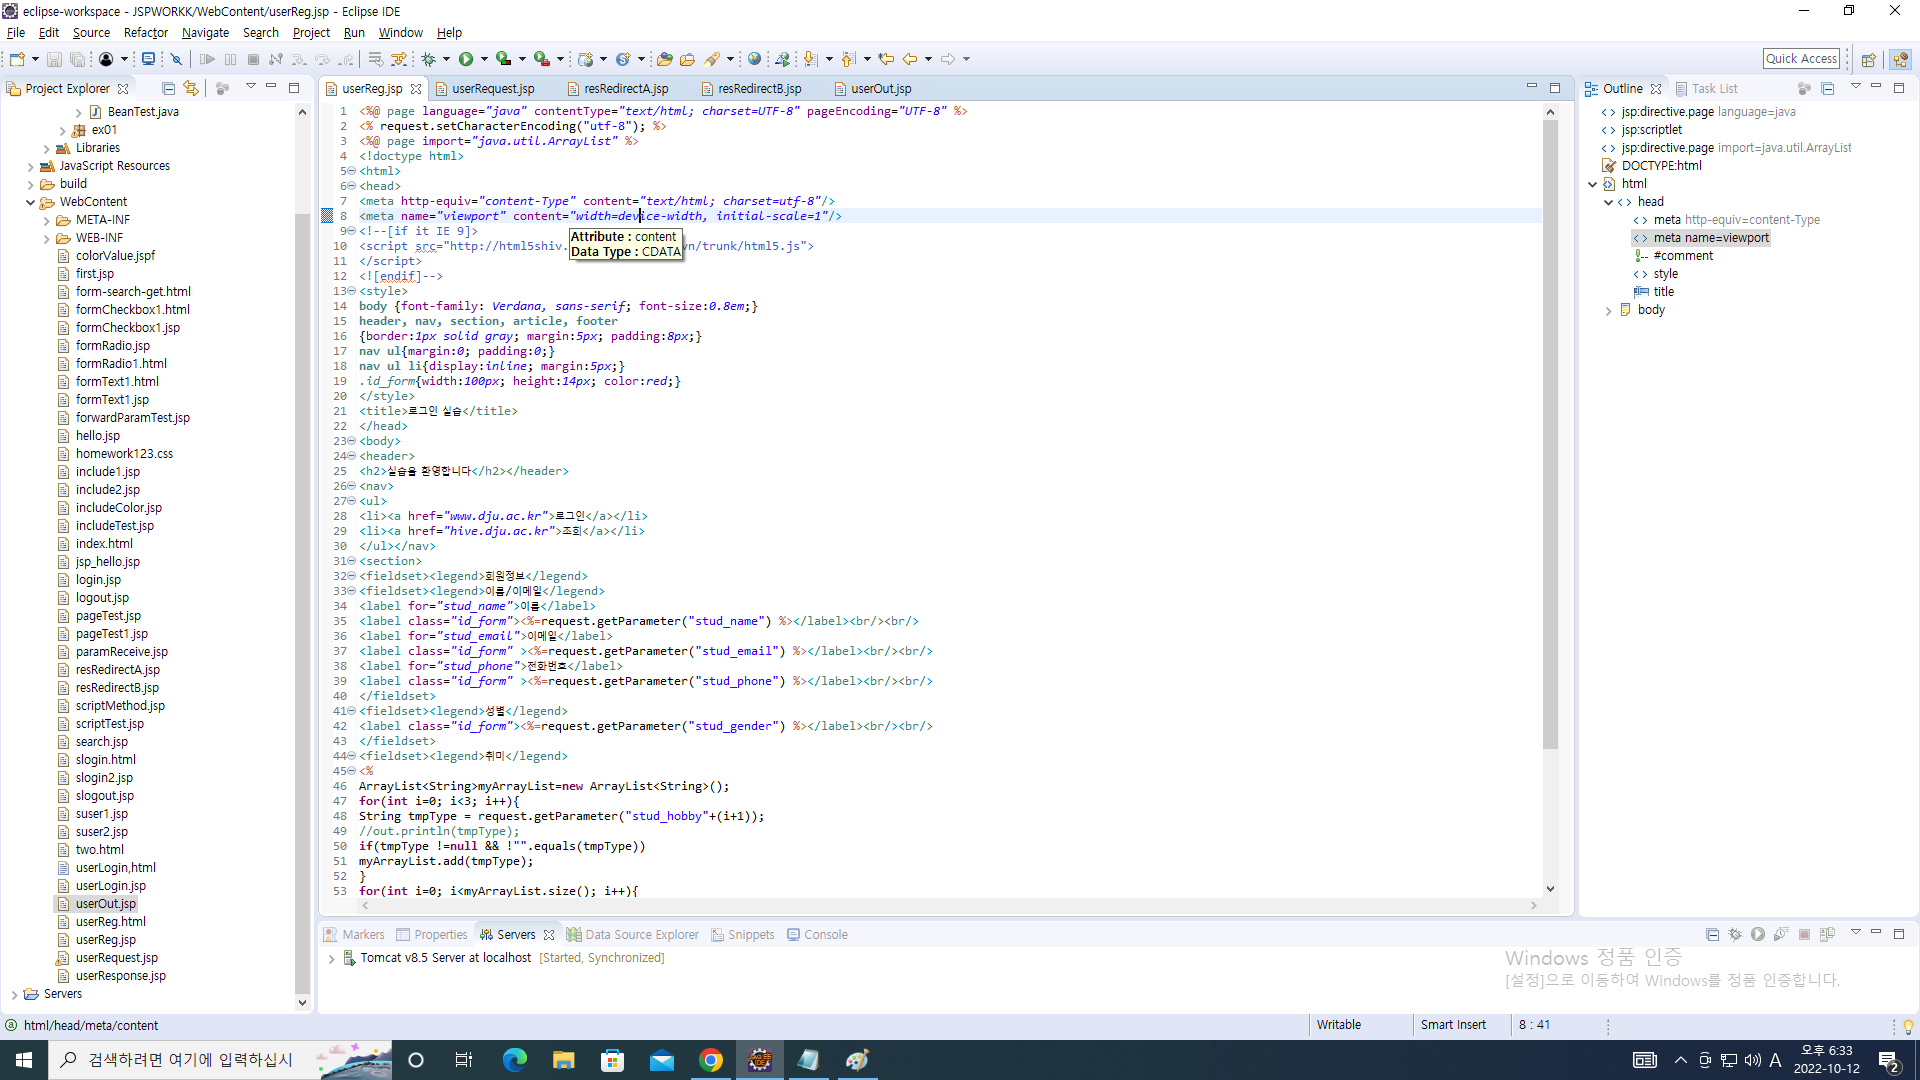 eclipse-workspace - JSPWORKK/WebContent/userReg.jsp - Eclipse IDE
File Edit Source Refactor Navigate Search Project Run Window Help
Quick Access
Project Explorer
BeanTest.java
ex01
Libraries
JavaScript Resources
build
WebContent
META-INF
WEB-INF
colorValue.jspf
first.jsp
form-search-get.html
formCheckbox1.html
formCheckbox1.jsp
formRadio.jsp
formRadio1.html
formText1.html
formText1.jsp
forwardParamTest.jsp
hello.jsp
homework123.css
include1.jsp
include2.jsp
includeColor.jsp
includeTest.jsp
index.html
jsp_hello.jsp
login.jsp
logout.jsp
pageTest.jsp
pageTest1.jsp
paramReceive.jsp
resRedirectA.jsp
resRedirectB.jsp
scriptMethod.jsp
scriptTest.jsp
search.jsp
slogin.html
slogin2.jsp
slogout.jsp
suser1.jsp
suser2.jsp
two.html
userLogin,html
userLogin.jsp
userOut.jsp
userReg.html
userReg.jsp
userRequest.jsp
userResponse.jsp
Servers
userReg.jsp userRequest.jsp resRedirectA.jsp resRedirectB.jsp userOut.jsp
1 <%@ page language="java" contentType="text/html; charset=UTF-8" pageEncoding="UTF-8" %>
2 <% request.setCharacterEncoding("utf-8"); %>
3 <%@ page import="java.util.ArrayList" %>
4 <!doctype html>
5 <html>
6 <head>
7 <meta http-equiv="content-Type" content="text/html; charset=utf-8"/>
8 <meta name="viewport" content="width=device-width, initial-scale=1"/>
9 <!--[if it IE 9]>
10 <script src="http://html5shiv. vn/trunk/html5.js">
Attribute : content
Data Type : CDATA
11 </script>
12 <![endif]-->
13 <style>
14 body {font-family: Verdana, sans-serif; font-size:0.8em;}
15 header, nav, section, article, footer
16 {border:1px solid gray; margin:5px; padding:8px;}
17 nav ul{margin:0; padding:0;}
18 nav ul li{display:inline; margin:5px;}
19 .id_form{width:100px; height:14px; color:red;}
20 </style>
21 <title>로그인 실습</title>
22 </head>
23 <body>
24 <header>
25 <h2>실습을 환영합니다</h2></header>
26 <nav>
27 <ul>
28 <li><a href="www.dju.ac.kr">로그인</a></li>
29 <li><a href="hive.dju.ac.kr">조회</a></li>
30 </ul></nav>
31 <section>
32 <fieldset><legend>회원정보</legend>
33 <fieldset><legend>이름/이메일</legend>
34 <label for="stud_name">이름</label>
35 <label class="id_form"><%=request.getParameter("stud_name") %></label><br/><br/>
36 <label for="stud_email">이메일</label>
37 <label class="id_form" ><%=request.getParameter("stud_email") %></label><br/><br/>
38 <label for="stud_phone">전화번호</label>
39 <label class="id_form" ><%=request.getParameter("stud_phone") %></label><br/><br/>
40 </fieldset>
41 <fieldset><legend>성별</legend>
42 <label class="id_form"><%=request.getParameter("stud_gender") %></label><br/><br/>
43 </fieldset>
44 <fieldset><legend>취미</legend>
45 <%
46 ArrayList<String>myArrayList=new ArrayList<String>();
47 for(int i=0; i<3; i++){
48 String tmpType = request.getParameter("stud_hobby"+(i+1));
49 //out.println(tmpType);
50 if(tmpType !=null && !"".equals(tmpType))
51 myArrayList.add(tmpType);
52 }
53 for(int i=0; i<myArrayList.size(); i++){
Outline Task List
jsp:directive.page language=java
jsp:scriptlet
jsp:directive.page import=java.util.ArrayList
DOCTYPE:html
html
head
meta http-equiv=content-Type
meta name=viewport
#comment
style
title
body
Markers Properties Servers Data Source Explorer Snippets Console
Tomcat v8.5 Server at localhost [Started, Synchronized]
Windows 정품 인증
[설정]으로 이동하여 Windows를 정품 인증합니다.
html/head/meta/content
Writable
Smart Insert
8 : 41
검색하려면 여기에 입력하십시
A
오후 6:33
2022-10-12
2